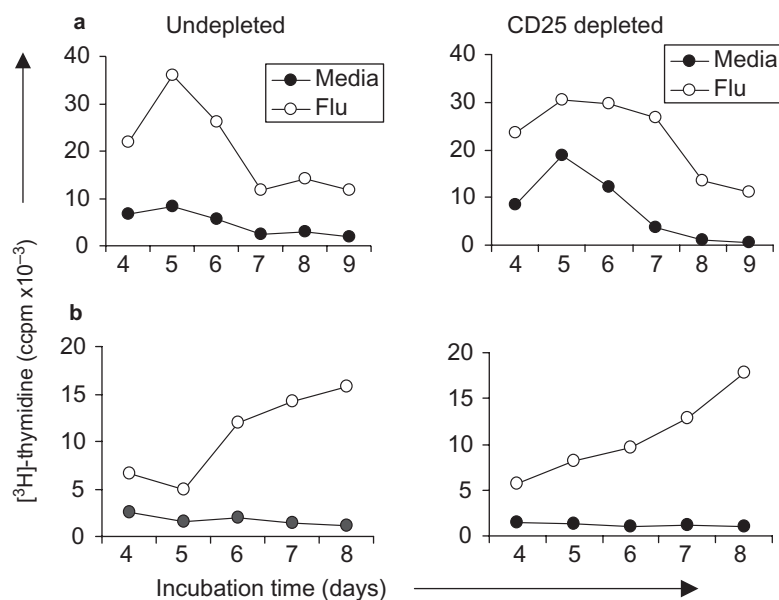 a
Undepleted
CD25 depleted
40
30
20
10
0
4 5 6 7 8 9
Media
Flu
50
40
30
20
10
0
4 5 6 7 8 9
Media
Flu
[³H]-thymidine (ccpm x10⁻³)
b
20
15
10
5
0
4 5 6 7 8
20
15
10
5
0
4 5 6 7 8
Incubation time (days)